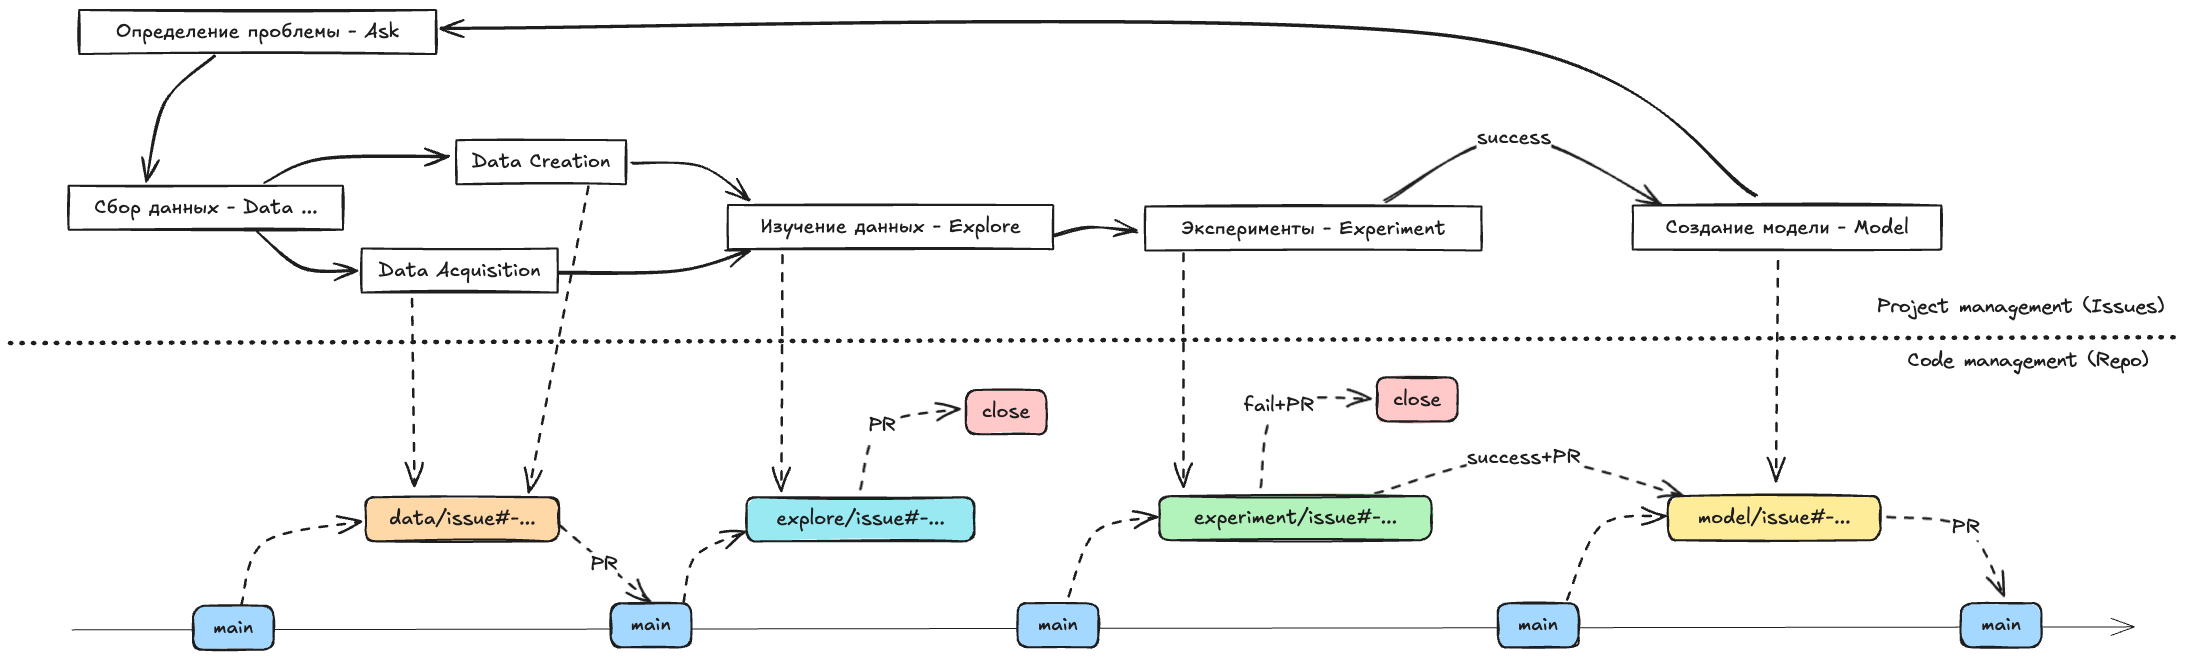 Определение проблемы - Ask
Data Creation
success
Сбор данных - Data ...
Изучение данных - Explore
Эксперименты - Experiment
Создание модели - Model
Data Acquisition
Project management (Issues)
Code management (Repo)
close
close
PR
fail+PR
success+PR
data/issue#-...
explore/issue#-...
experiment/issue#-...
model/issue#-...
PR
PR
main
main
main
main
main